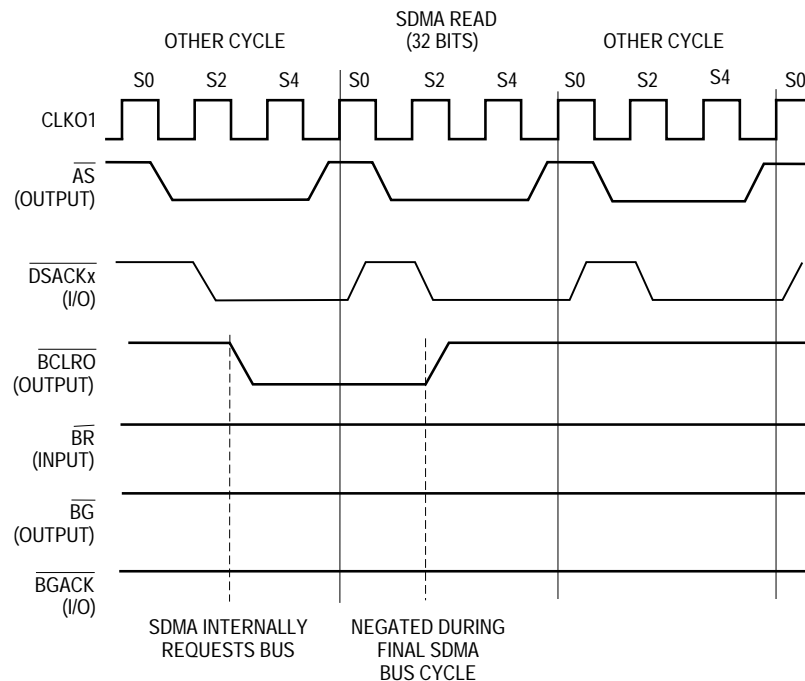 SDMA READ
(32 BITS)
OTHER CYCLE
OTHER CYCLE
S0 S2 S4 S0 S2 S4 S0 S2 S4 S0
CLKO1
AS
(OUTPUT)
DSACKx
(I/O)
BCLRO
(OUTPUT)
BR
(INPUT)
BG
(OUTPUT)
BGACK
(I/O)
SDMA INTERNALLY
REQUESTS BUS
NEGATED DURING
FINAL SDMA
BUS CYCLE